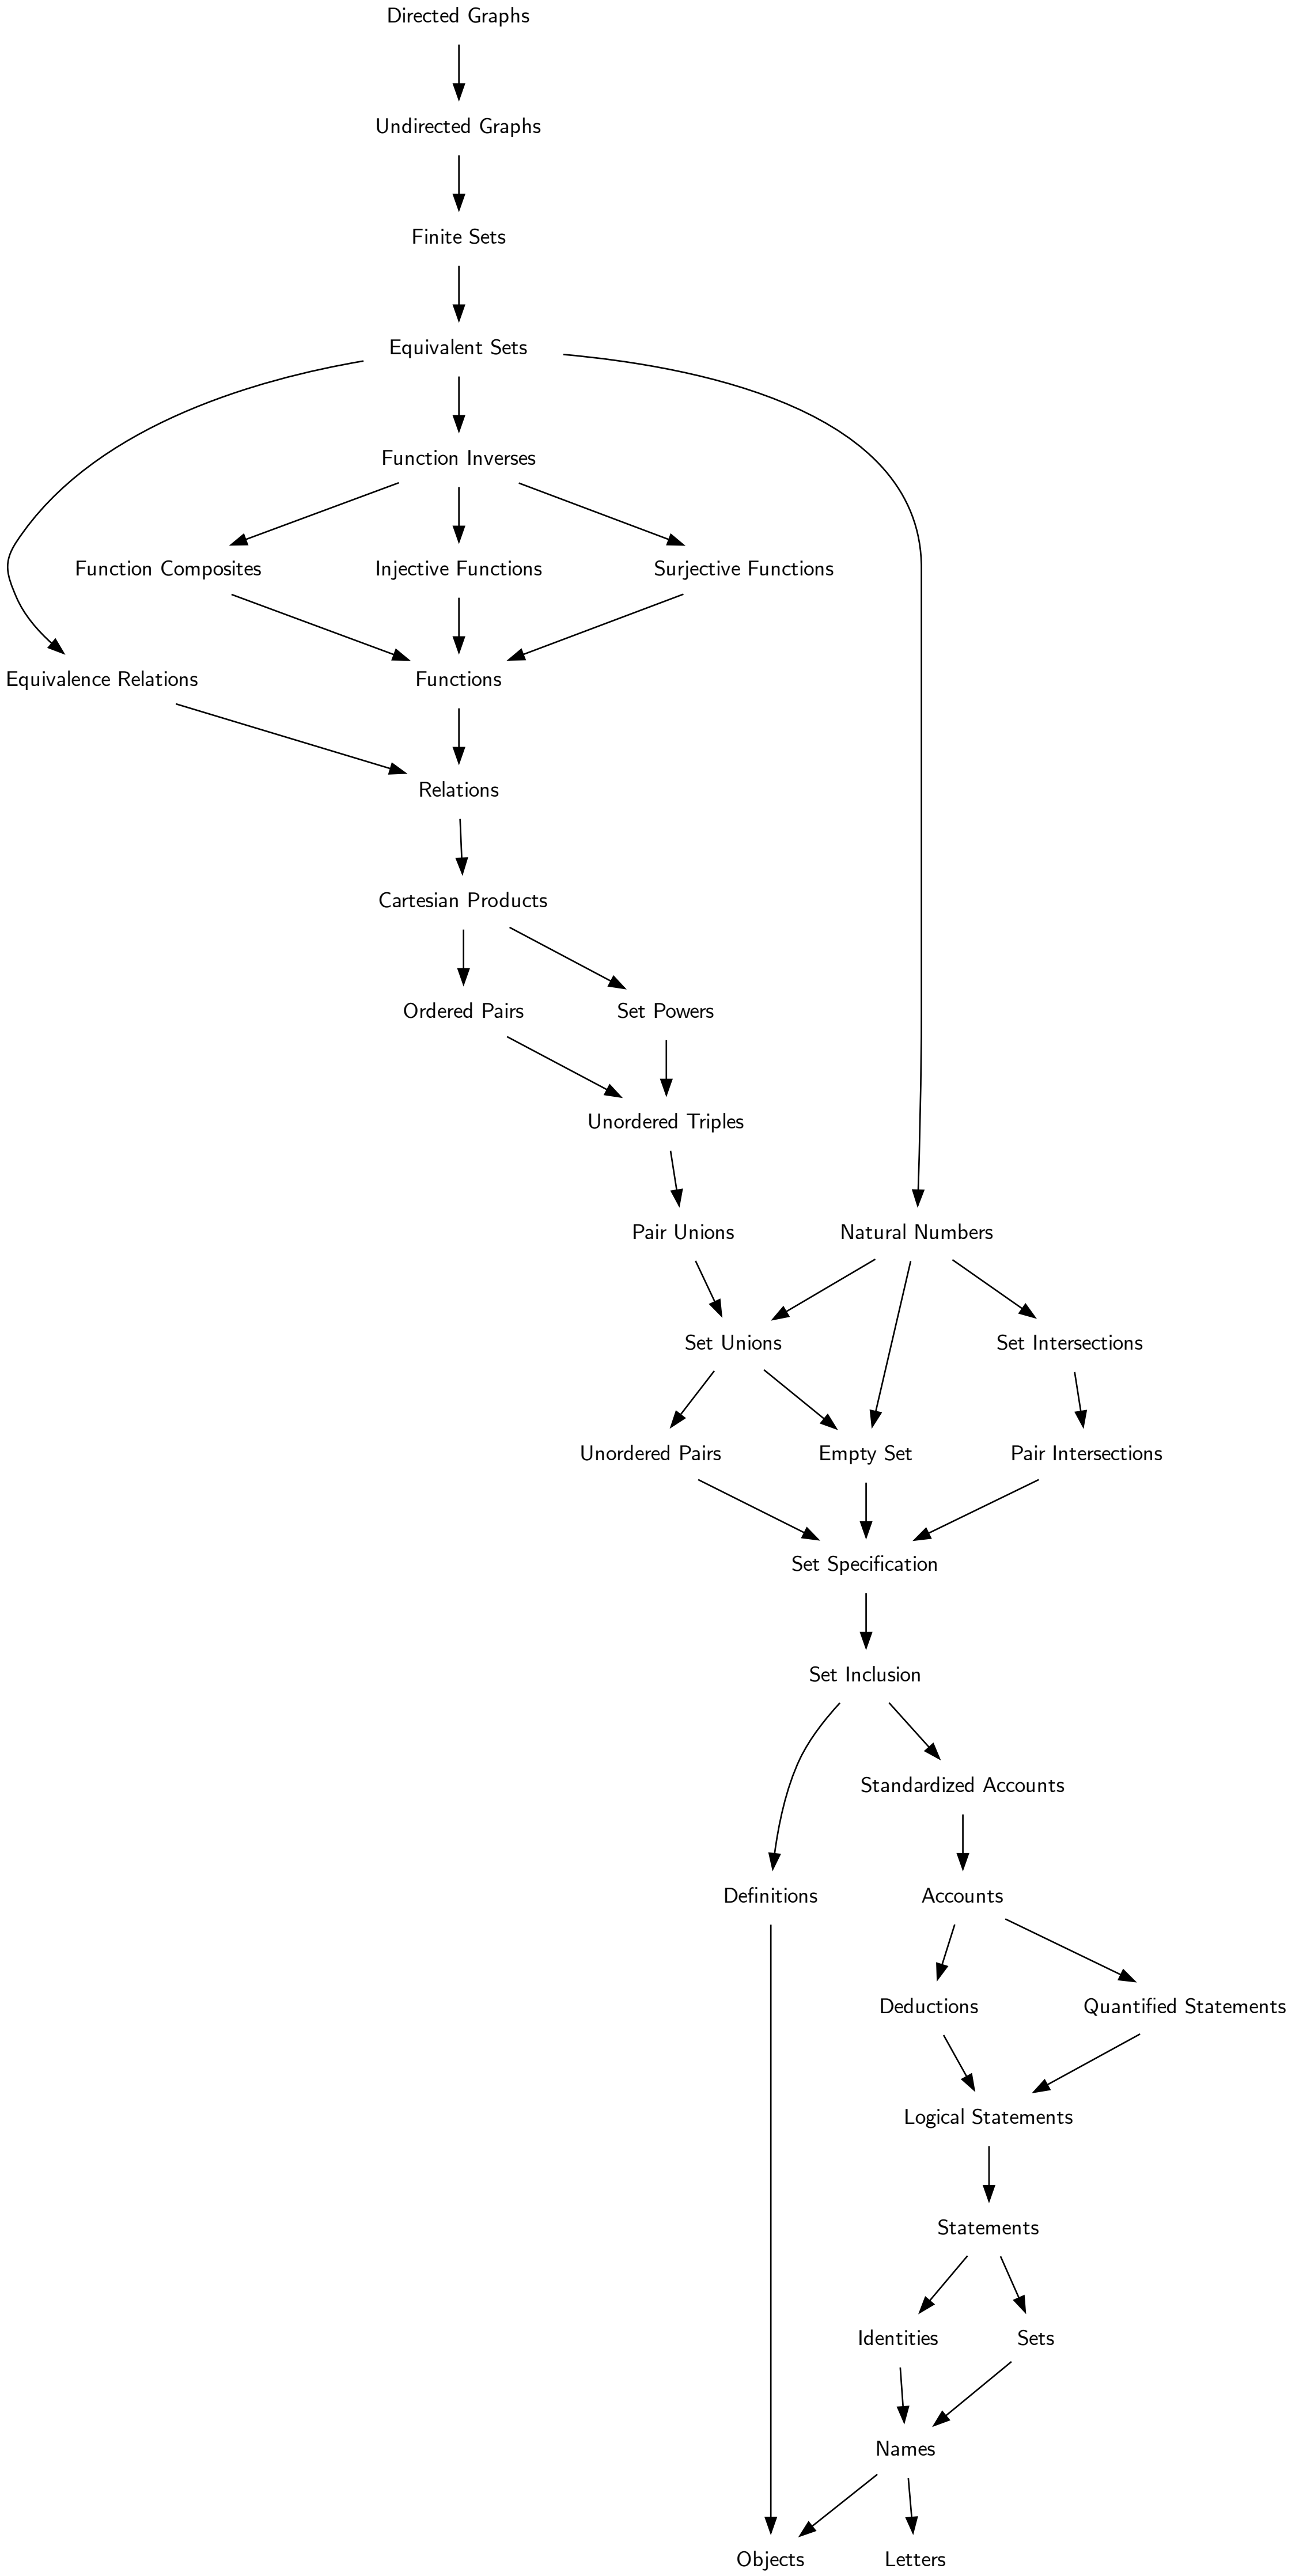 Directed Graphs
Undirected Graphs
Finite Sets
Equivalent Sets
Function Inverses
Function Composites
Injective Functions
Surjective Functions
Equivalence Relations
Functions
Relations
Cartesian Products
Ordered Pairs
Set Powers
Unordered Triples
Pair Unions
Natural Numbers
Set Unions
Set Intersections
Unordered Pairs
Empty Set
Pair Intersections
Set Specification
Set Inclusion
Standardized Accounts
Definitions
Accounts
Deductions
Quantified Statements
Logical Statements
Statements
Identities
Sets
Names
Objects
Letters